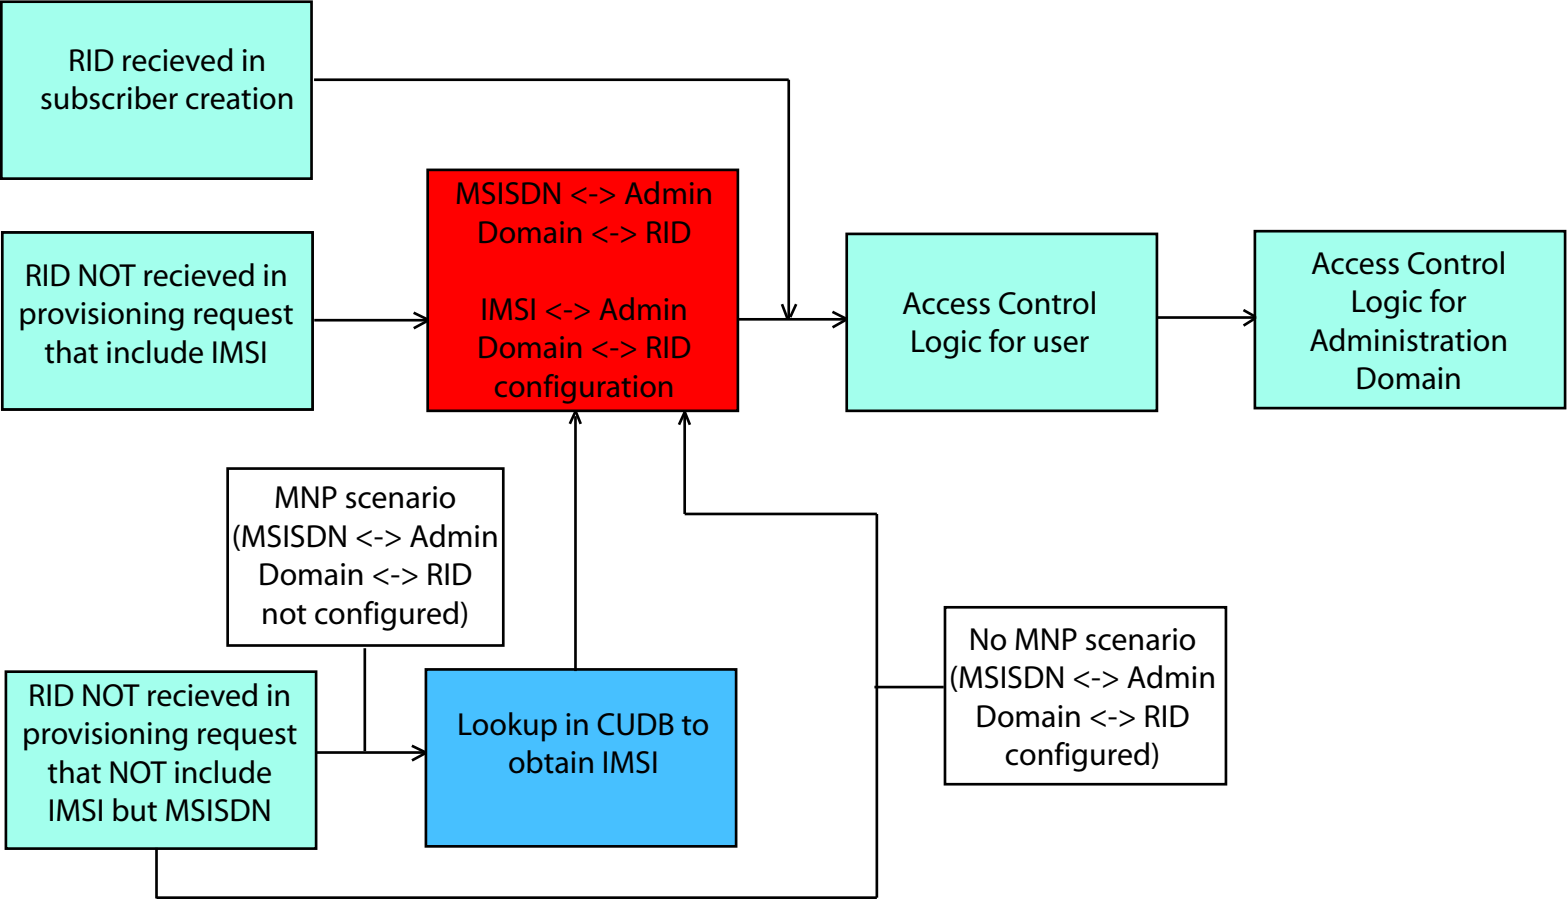 RID recieved in
subscriber creation
RID NOT recieved in
provisioning request
that include IMSI
MSISDN <-> Admin
Domain <-> RID
IMSI <-> Admin
Domain <-> RID
configuration
Access Control
Logic for user
Access Control
Logic for
Administration
Domain
MNP scenario
(MSISDN <-> Admin
Domain <-> RID
not configured)
RID NOT recieved in
provisioning request
that NOT include
IMSI but MSISDN
Lookup in CUDB to
obtain IMSI
No MNP scenario
(MSISDN <-> Admin
Domain <-> RID
configured)